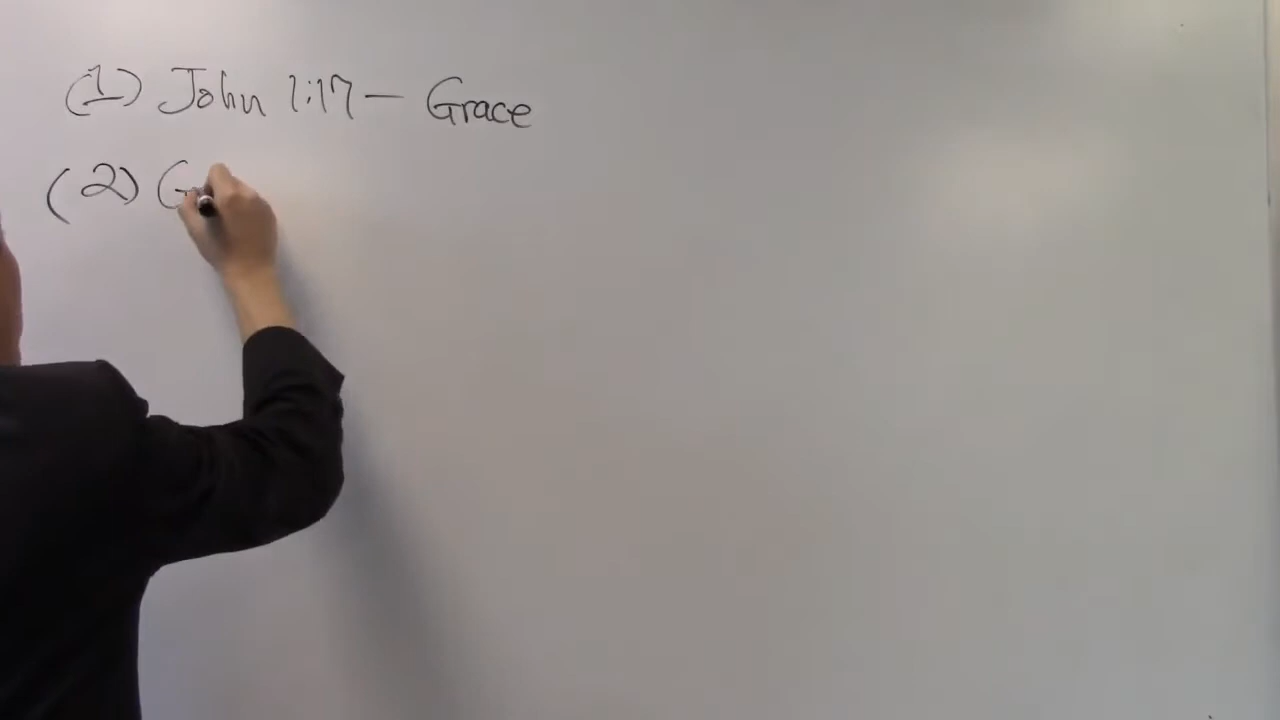 (1) John 1:17 — Grace
(2) G